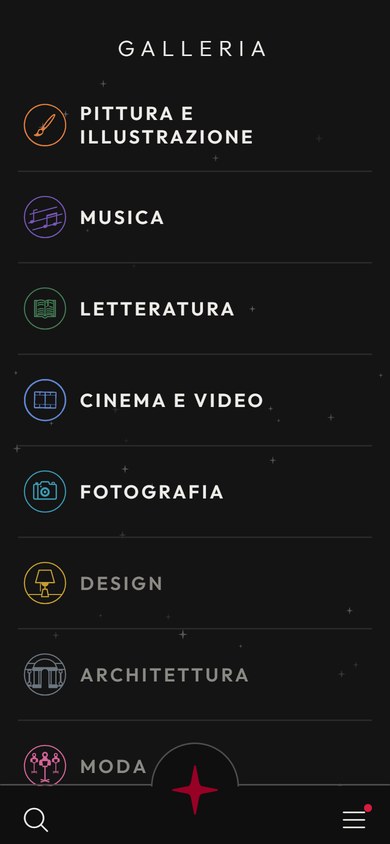 GALLERIA
PITTURA E
ILLUSTRAZIONE
MUSICA
LETTERATURA
CINEMA E VIDEO
FOTOGRAFIA
DESIGN
ARCHITETTURA
MODA